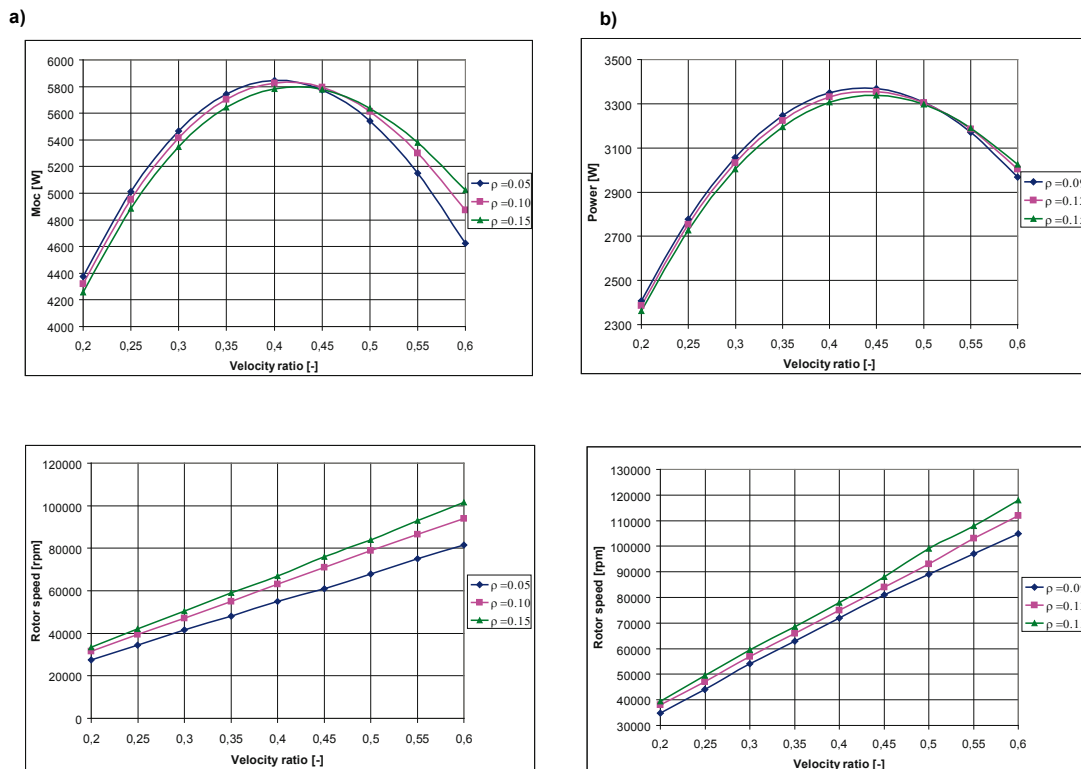 a)
6000
5800
5600
5400
5200
5000
4800
4600
4400
4200
4000
Moc [W]
0,2 0,25 0,3 0,35 0,4 0,45 0,5 0,55 0,6
Velocity ratio [-]
ρ =0.05
ρ =0.10
ρ =0.15
b)
3500
3300
3100
2900
2700
2500
2300
Power [W]
0,2 0,25 0,3 0,35 0,4 0,45 0,5 0,55 0,6
Velocity ratio [-]
ρ =0.09
ρ =0.12
ρ =0.15
120000
100000
80000
60000
40000
20000
0
Rotor speed [rpm]
0,2 0,25 0,3 0,35 0,4 0,45 0,5 0,55 0,6
Velocity ratio [-]
ρ =0.05
ρ =0.10
ρ =0.15
130000
120000
110000
100000
90000
80000
70000
60000
50000
40000
30000
Rotor speed [rpm]
0,2 0,25 0,3 0,35 0,4 0,45 0,5 0,55 0,6
Velocity ratio [-]